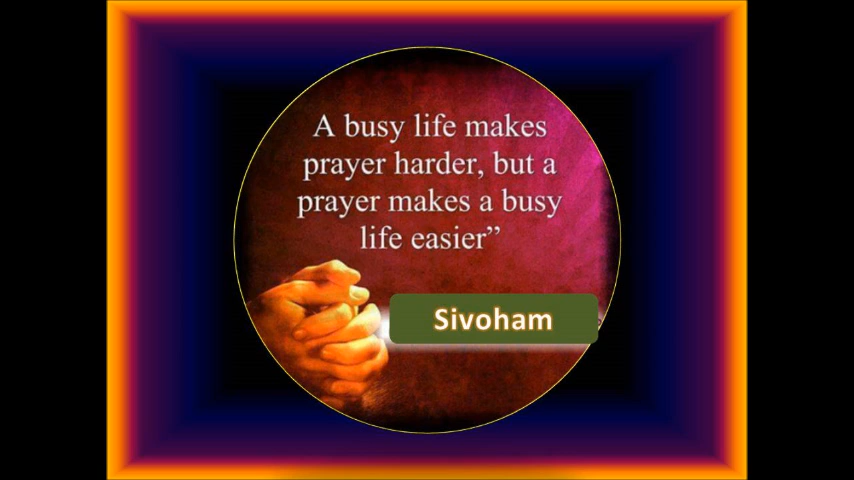 A busy life makes
prayer harder, but a
prayer makes a busy
life easier”
Sivoham